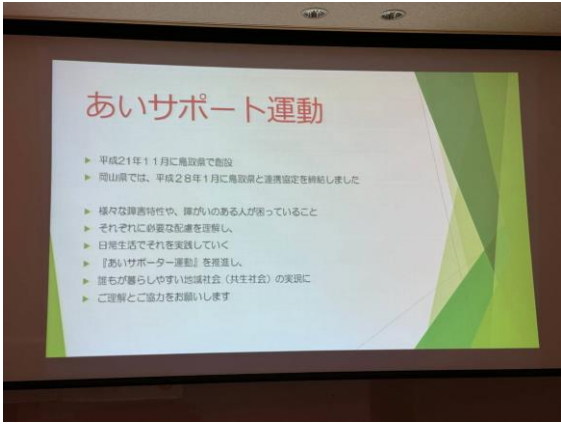 あいサポート運動
平成21年11月に鳥取県で創設
岡山県では、平成28年1月に鳥取県と連携協定を締結しました
様々な障害特性や、障がいのある人が困っていること
それぞれに必要な配慮を理解し、
日常生活でそれを実践していく
『あいサポーター運動』を推進し、
誰もが暮らしやすい地域社会（共生社会）の実現に
ご理解とご協力をお願いします